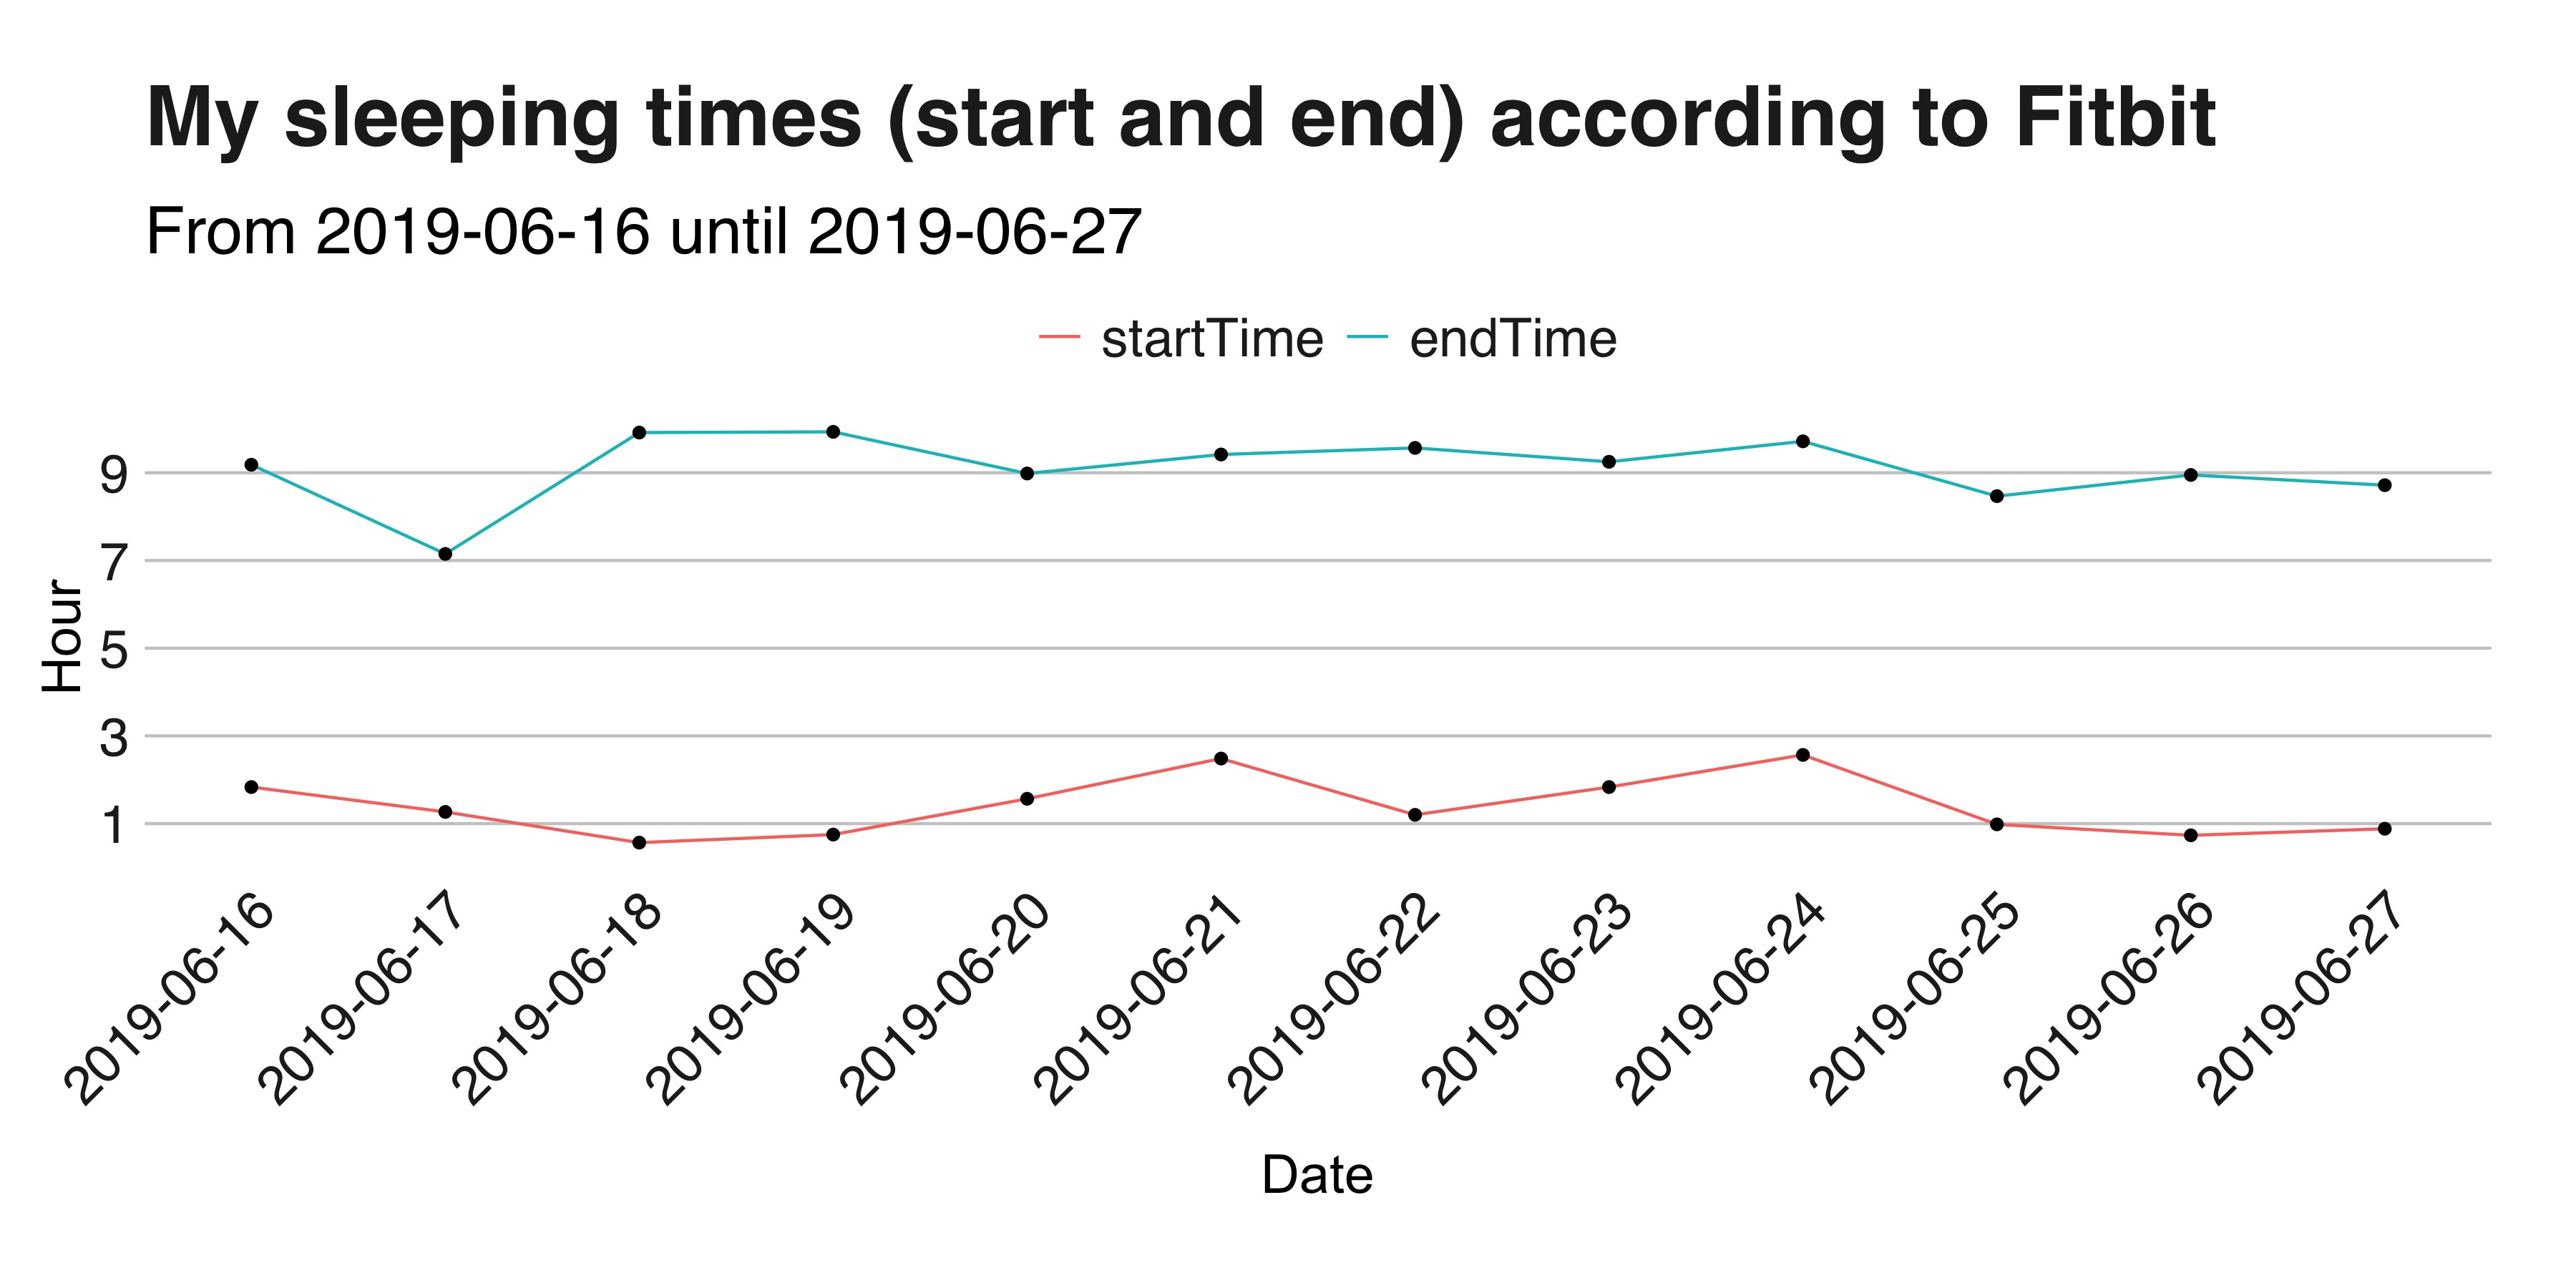 My sleeping times (start and end) according to Fitbit
From 2019-06-16 until 2019-06-27
startTime endTime
9
7
5
3
1
Hour
2019-06-16 2019-06-17 2019-06-18 2019-06-19 2019-06-20 2019-06-21 2019-06-22 2019-06-23 2019-06-24 2019-06-25 2019-06-26 2019-06-27
Date